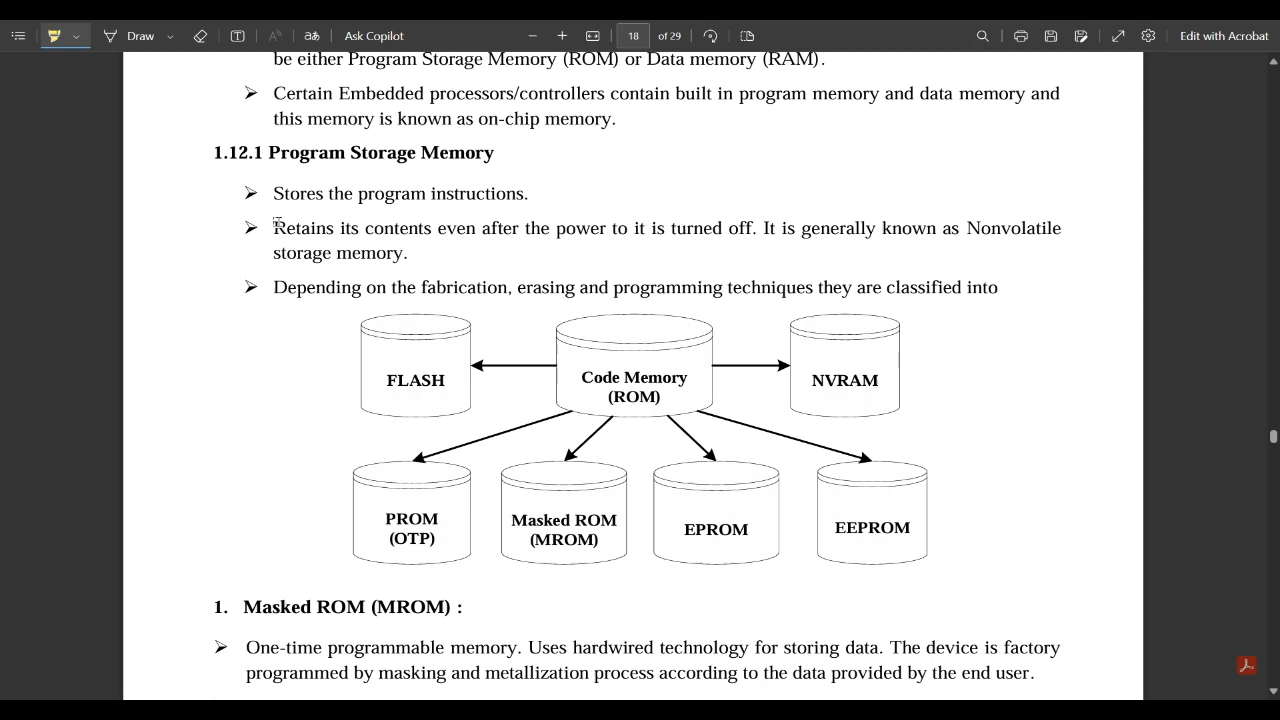 Draw
aあ
Ask Copilot
18 of 29
Edit with Acrobat
be either Program Storage Memory (ROM) or Data memory (RAM).
➢ Certain Embedded processors/controllers contain built in program memory and data memory and
this memory is known as on-chip memory.
1.12.1 Program Storage Memory
➢ Stores the program instructions.
➢ Retains its contents even after the power to it is turned off. It is generally known as Nonvolatile
storage memory.
➢ Depending on the fabrication, erasing and programming techniques they are classified into
FLASH
Code Memory
(ROM)
NVRAM
PROM
(OTP)
Masked ROM
(MROM)
EPROM
EEPROM
1. Masked ROM (MROM) :
➢ One-time programmable memory. Uses hardwired technology for storing data. The device is factory
programmed by masking and metallization process according to the data provided by the end user.